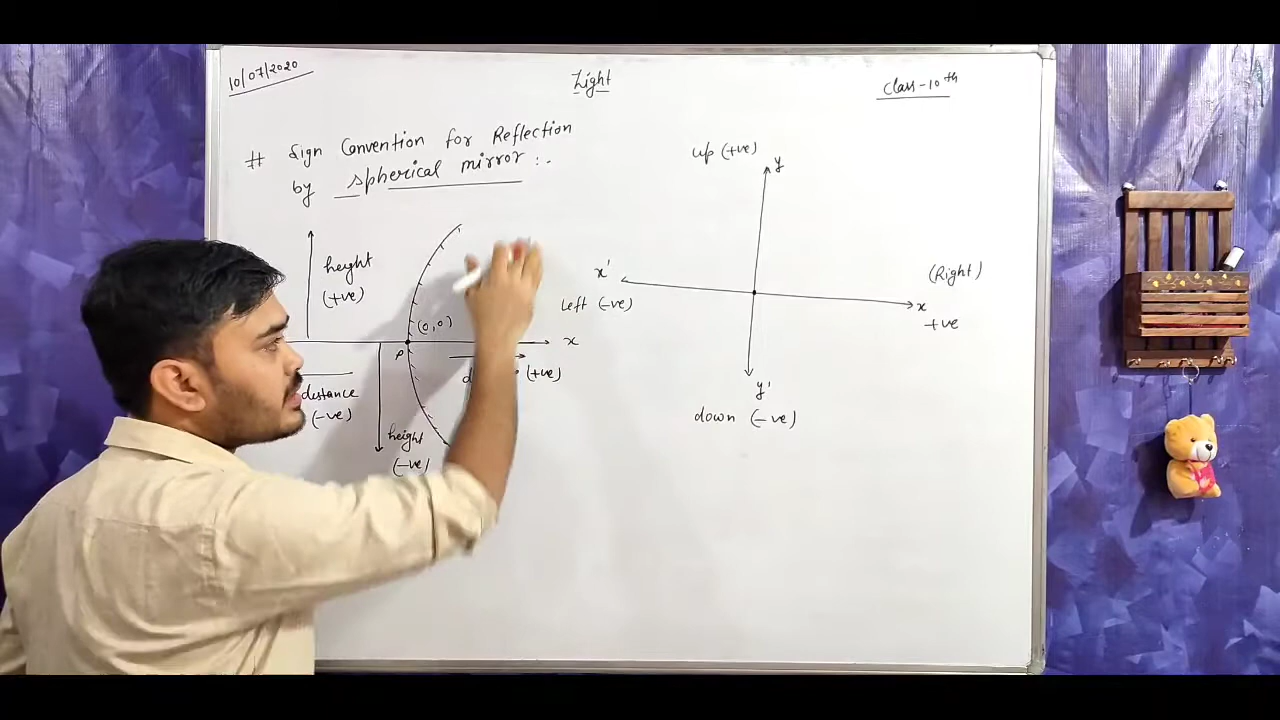 10/07/2020
Light
Class-10th
# Sign Convention for Reflection
by spherical mirror :-
height
(+ve)
(0,0)
P
x
distance
(-ve)
(+ve)
height
(-ve)
up (+ve)
y
x'
Left (-ve)
(Right)
x
+ve
y'
down (-ve)